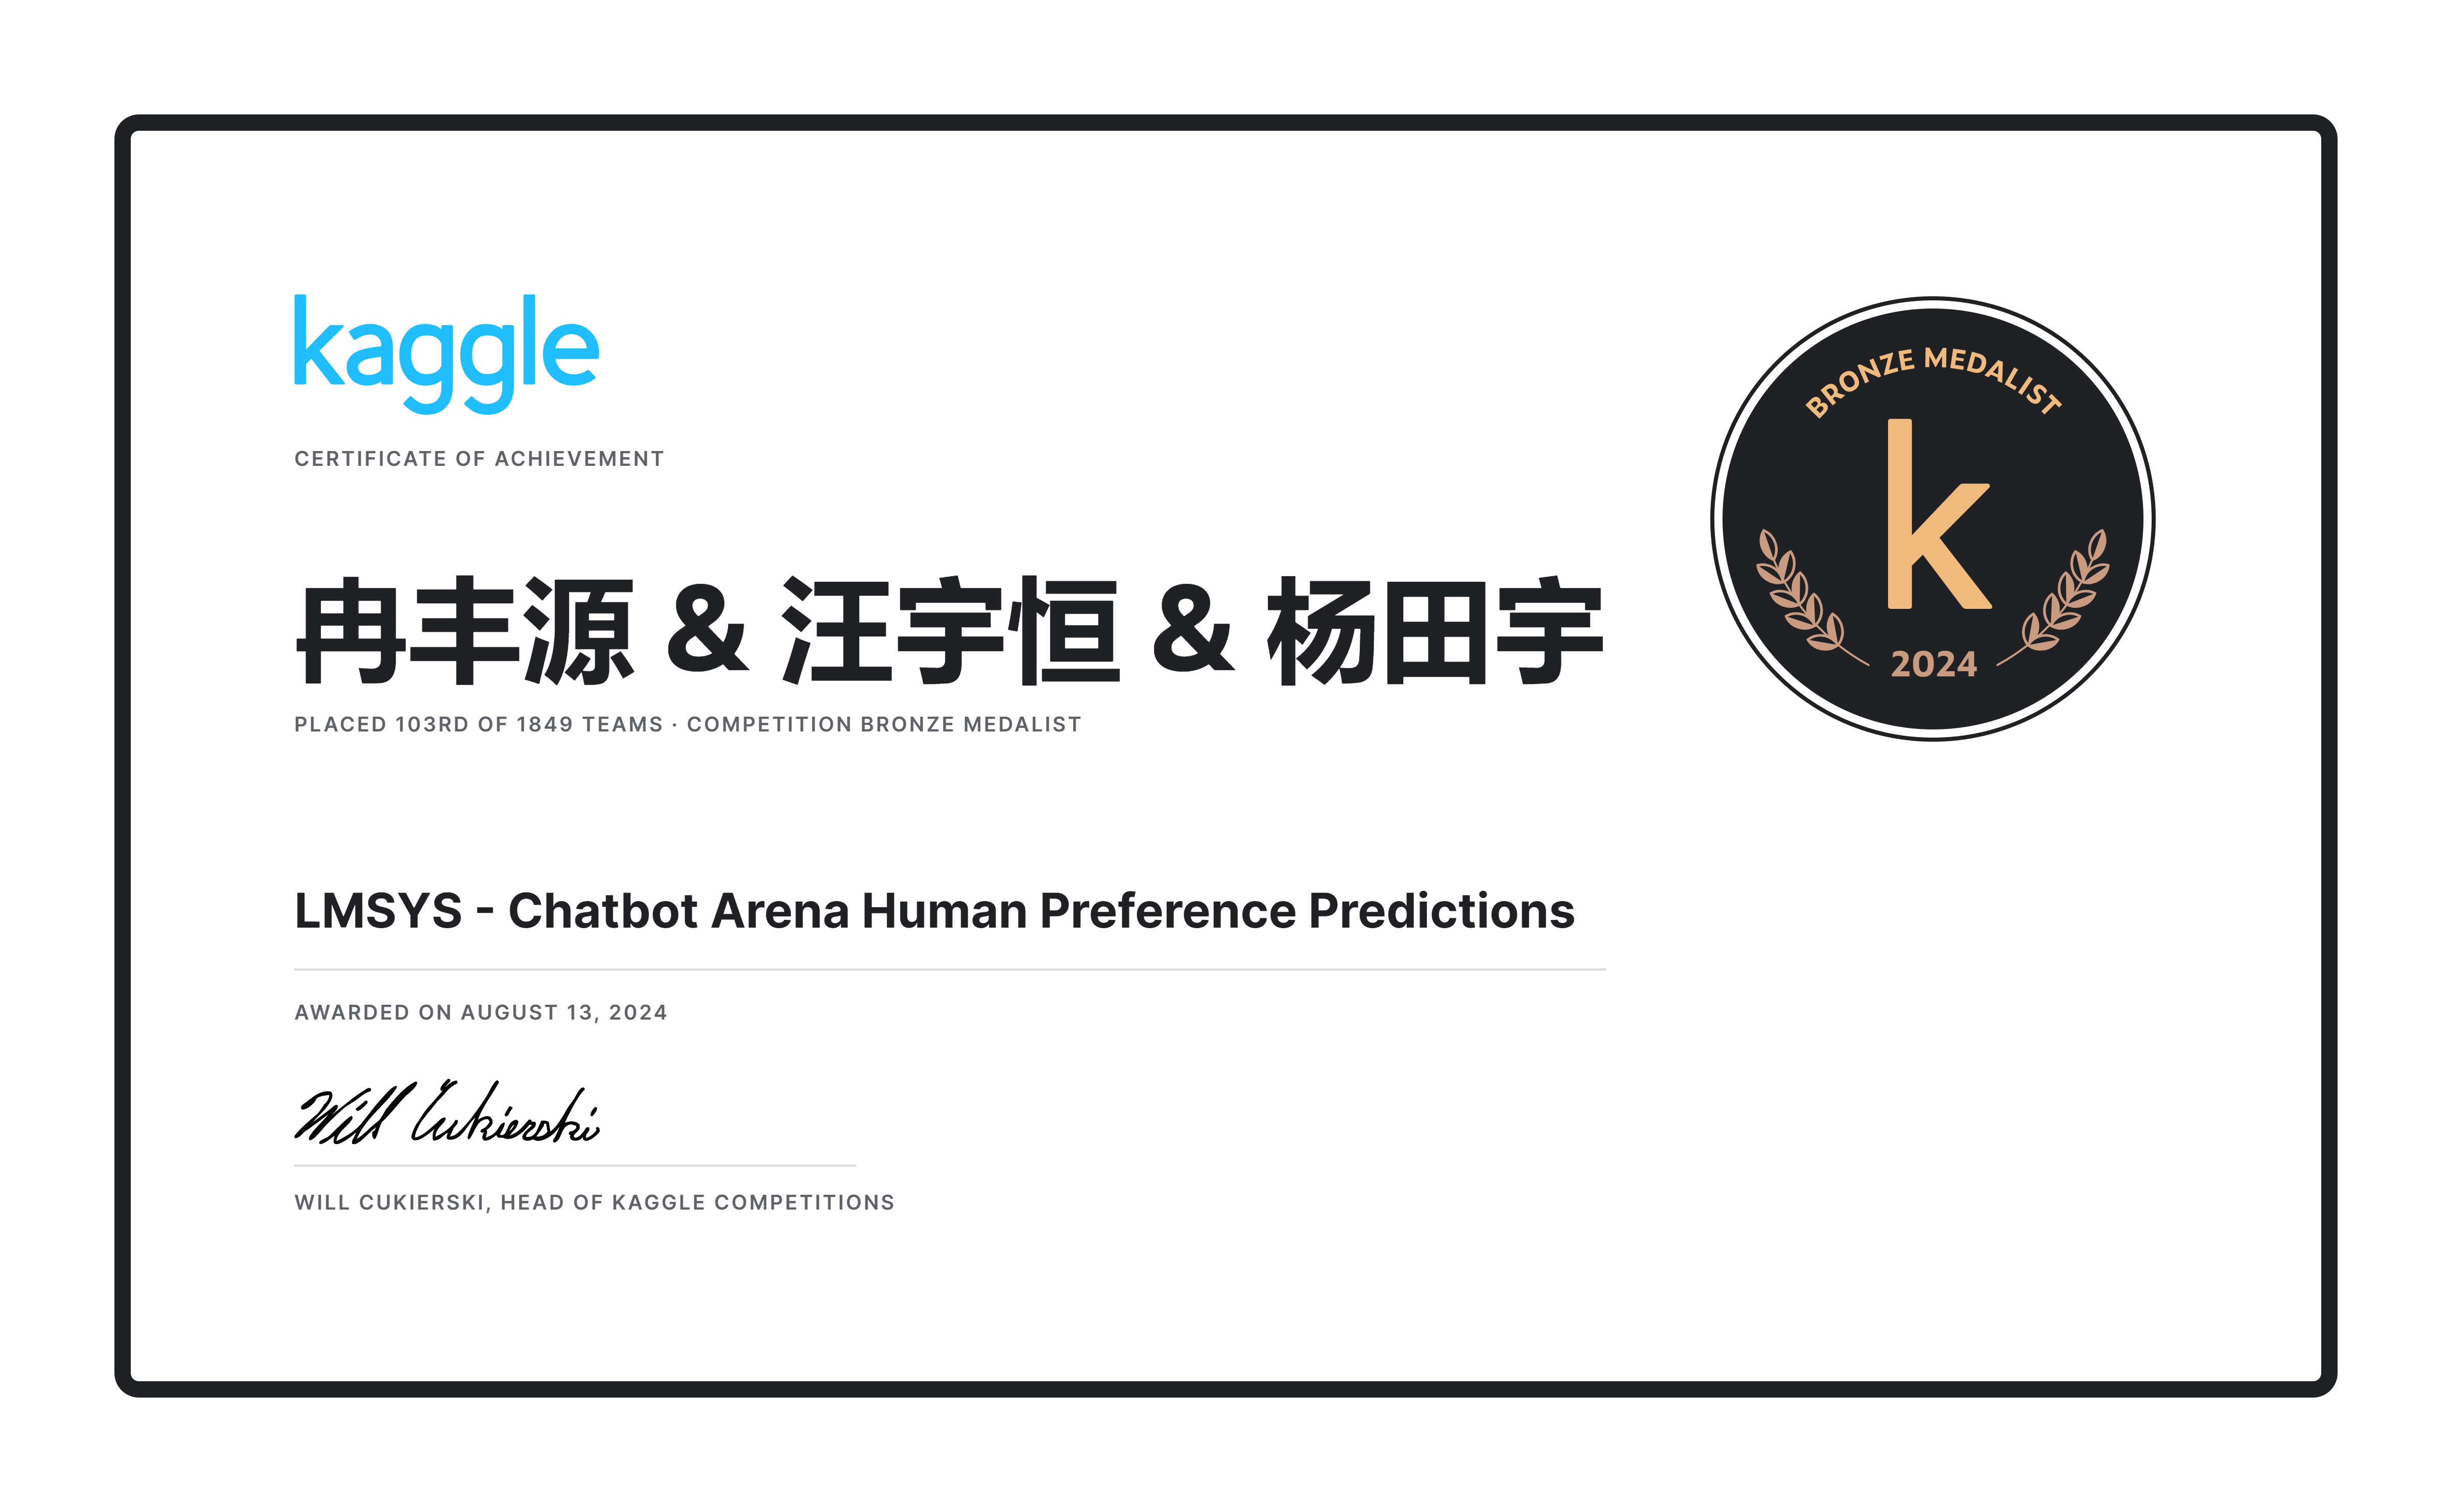 kaggle
CERTIFICATE OF ACHIEVEMENT
冉丰源 & 汪宇恒 & 杨田宇
PLACED 103RD OF 1849 TEAMS · COMPETITION BRONZE MEDALIST
BRONZE MEDALIST
k
2024
LMSYS - Chatbot Arena Human Preference Predictions
AWARDED ON AUGUST 13, 2024
Will Cukierski
WILL CUKIERSKI, HEAD OF KAGGLE COMPETITIONS